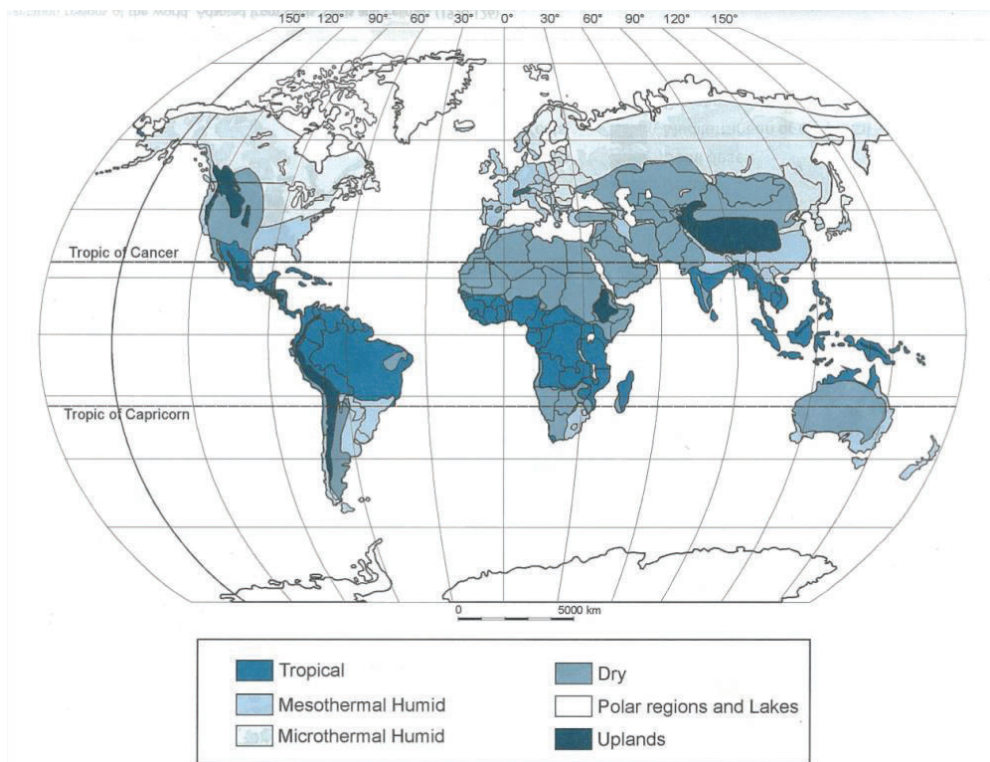 150° 120° 90° 60° 30° 0° 30° 60° 90° 120° 150°
Tropic of Cancer
Tropic of Capricorn
0 5000 km
Tropical
Mesothermal Humid
Microthermal Humid
Dry
Polar regions and Lakes
Uplands